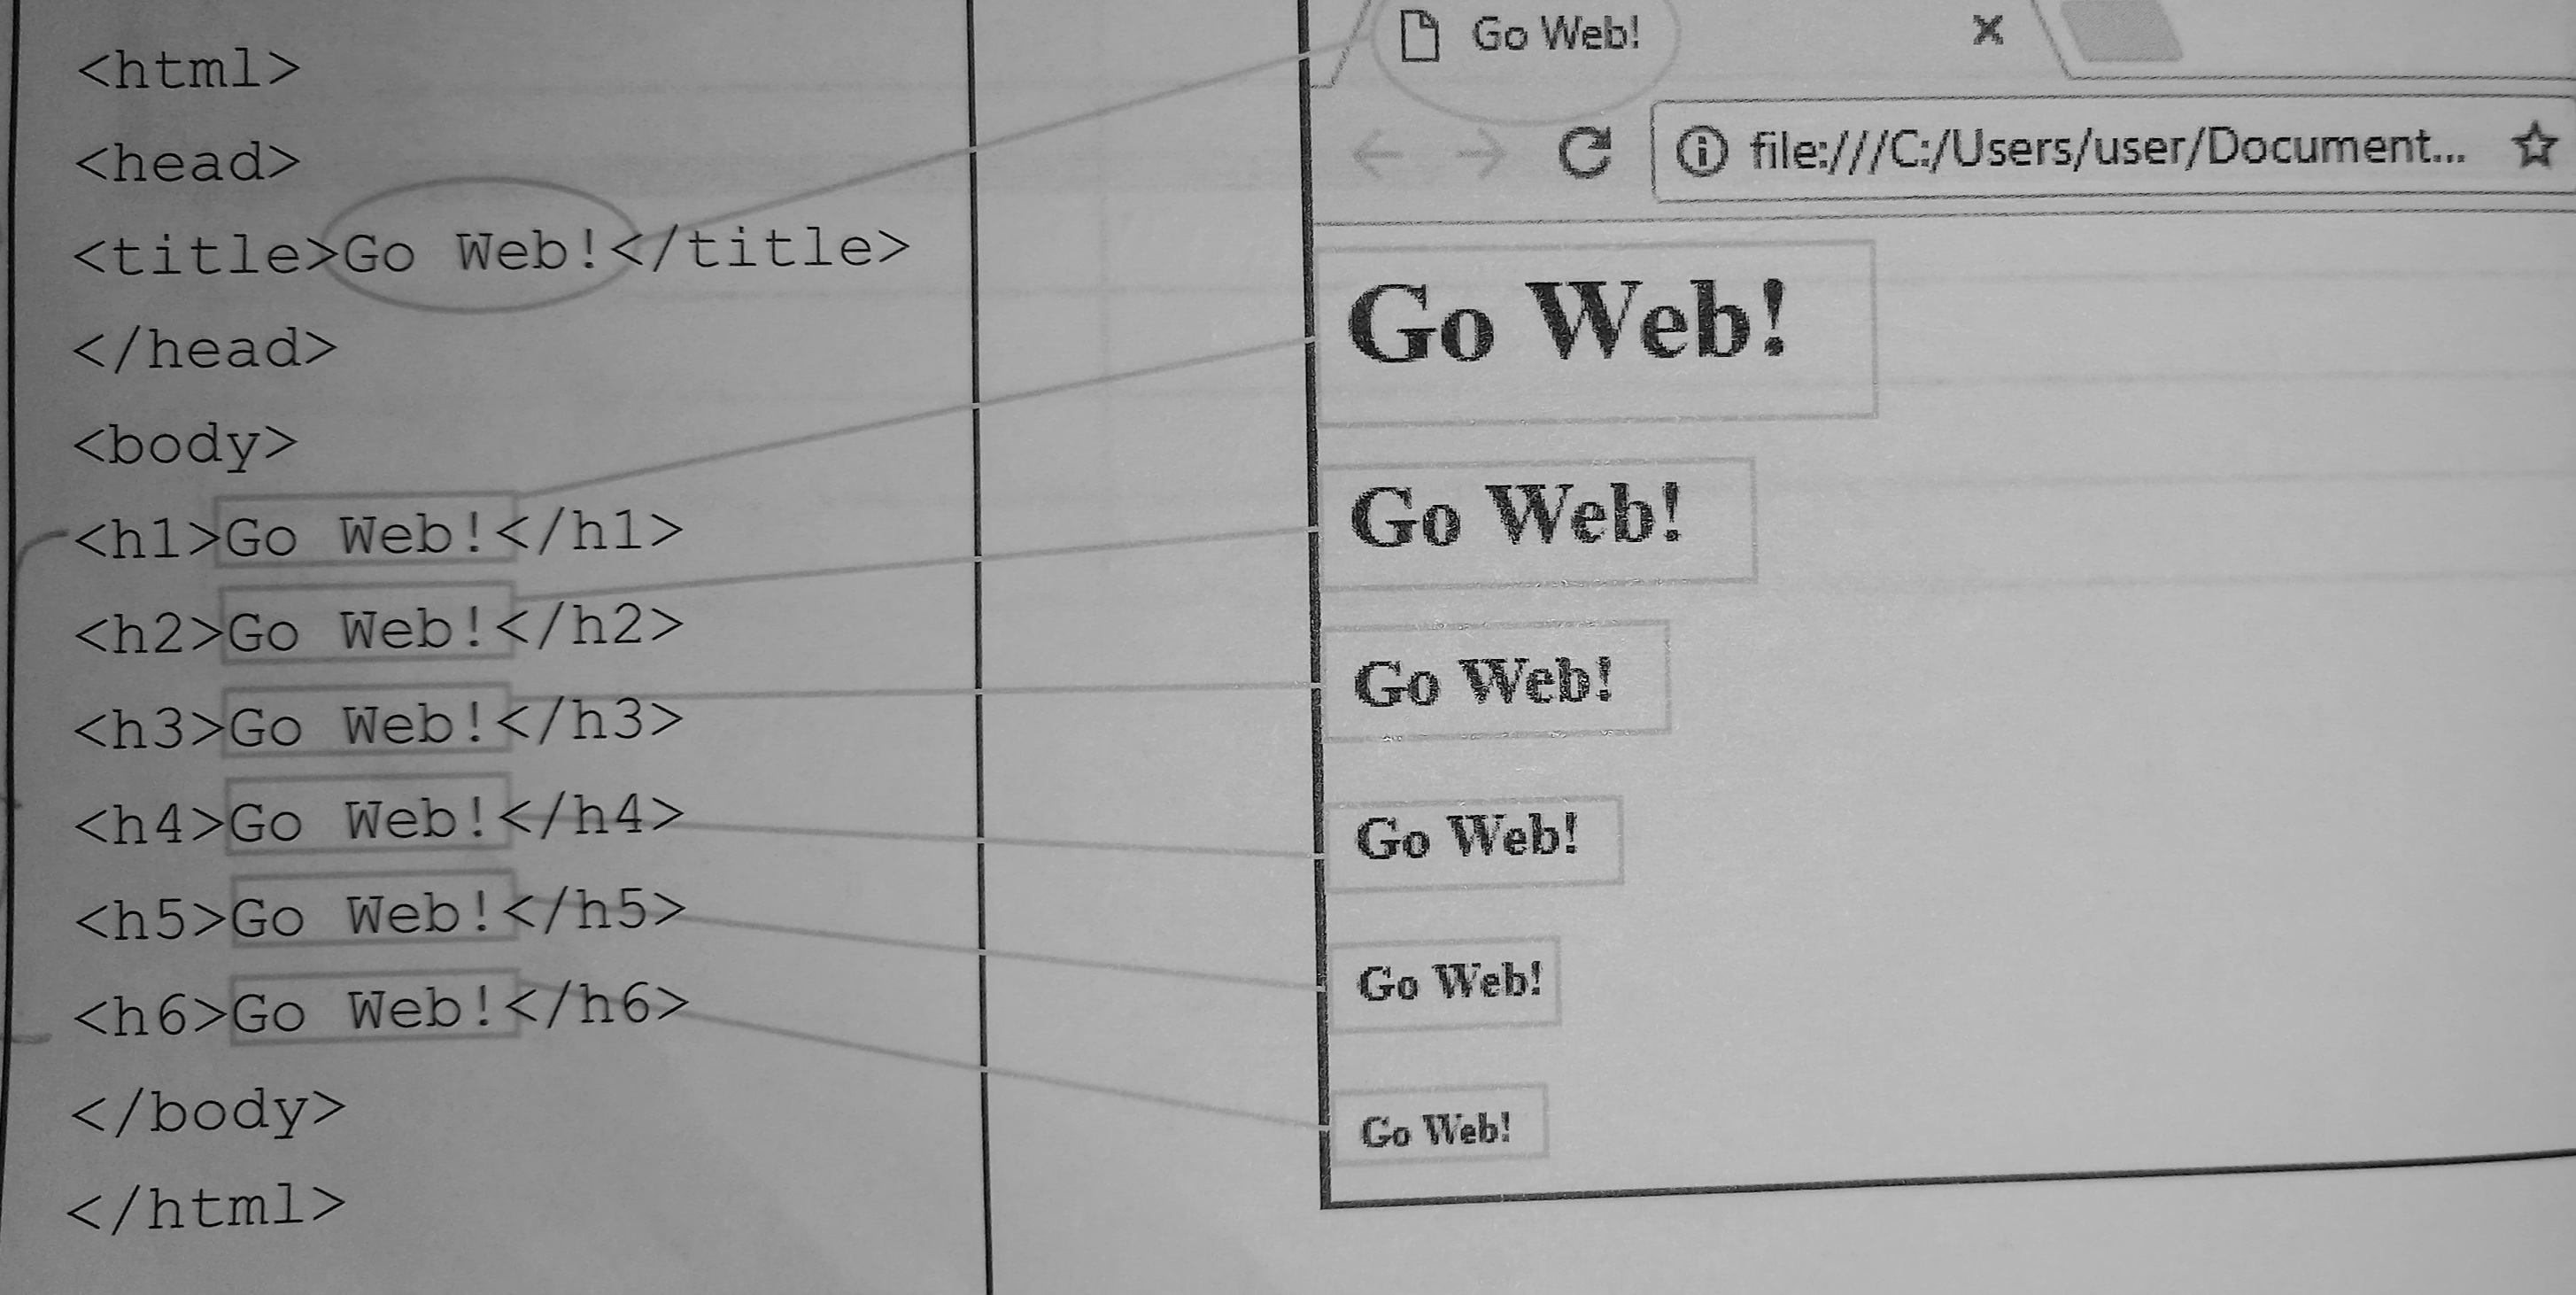 <html>
<head>
<title>Go Web!</title>
</head>
<body>
<h1>Go Web!</h1>
<h2>Go Web!</h2>
<h3>Go Web!</h3>
<h4>Go Web!</h4>
<h5>Go Web!</h5>
<h6>Go Web!</h6>
</body>
</html>
Go Web!
file:///C:/Users/user/Document...
Go Web!
Go Web!
Go Web!
Go Web!
Go Web!
Go Web!